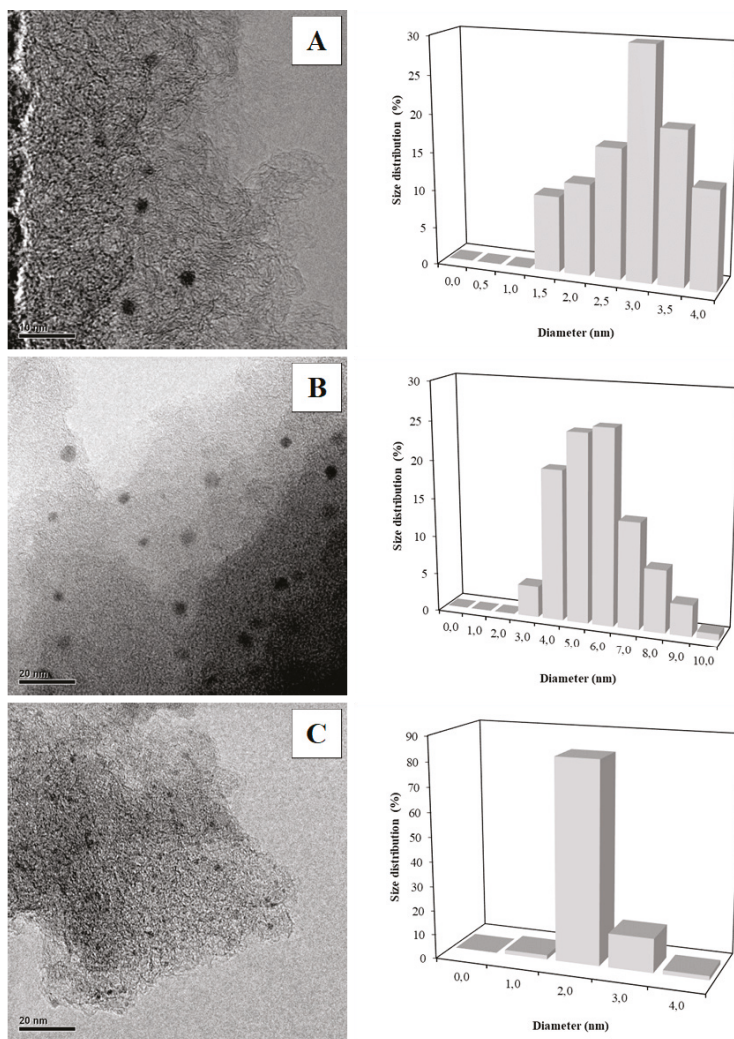 A
10 nm
Size distribution (%)
30
25
20
15
10
5
0
0,0 0,5 1,0 1,5 2,0 2,5 3,0 3,5 4,0
Diameter (nm)
B
20 nm
Size distribution (%)
30
25
20
15
10
5
0
0,0 1,0 2,0 3,0 4,0 5,0 6,0 7,0 8,0 9,0 10,0
Diameter (nm)
C
20 nm
Size distribution (%)
90
80
70
60
50
40
30
20
10
0
0,0 1,0 2,0 3,0 4,0
Diameter (nm)